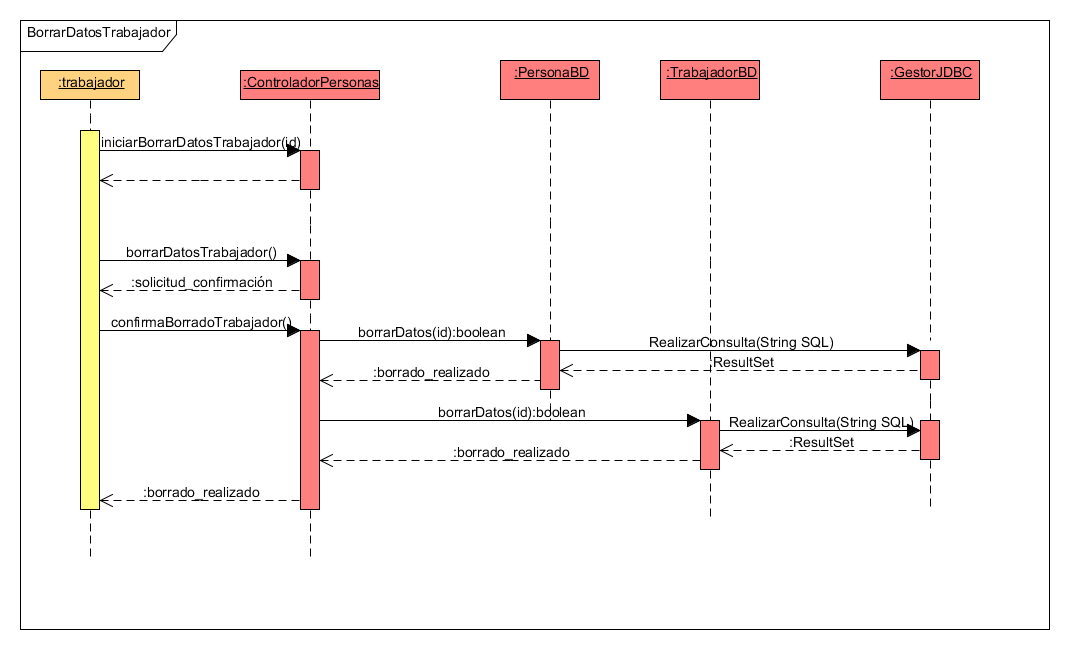 BorrarDatosTrabajador
:trabajador
:ControladorPersonas
:PersonaBD
:TrabajadorBD
:GestorJDBC
iniciarBorrarDatosTrabajador(id)
borrarDatosTrabajador()
:solicitud_confirmación
confirmaBorradoTrabajador()
borrarDatos(id):boolean
RealizarConsulta(String SQL)
:ResultSet
:borrado_realizado
borrarDatos(id):boolean
RealizarConsulta(String SQL)
:ResultSet
:borrado_realizado
:borrado_realizado